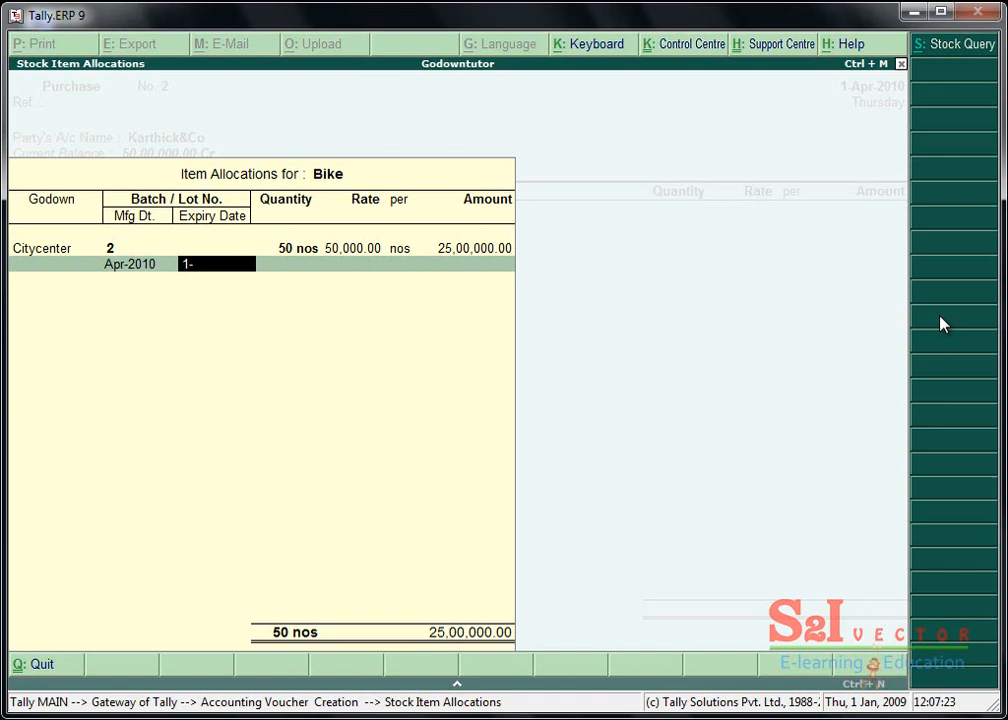 Tally.ERP 9
P: Print E: Export M: E-Mail O: Upload G: Language K: Keyboard K: Control Centre H: Support Centre H: Help S: Stock Query
Stock Item Allocations Godowntutor Ctrl + M
Purchase No. 2 1-Apr-2010
Ref. : Thursday
Party's A/c Name : Karthick&Co
Current Balance : 50,00,000.00 Cr
Item Allocations for : Bike
Godown Batch / Lot No. Quantity Rate per Amount
Mfg Dt. Expiry Date
Quantity Rate per Amount
Citycenter 2 50 nos 50,000.00 nos 25,00,000.00
Apr-2010 1-
50 nos 25,00,000.00
S2I VECTOR
E-learning Education
Q: Quit
Ctrl + N
Tally MAIN --> Gateway of Tally --> Accounting Voucher Creation --> Stock Item Allocations (c) Tally Solutions Pvt. Ltd., 1988-2 Thu, 1 Jan, 2009 12:07:23